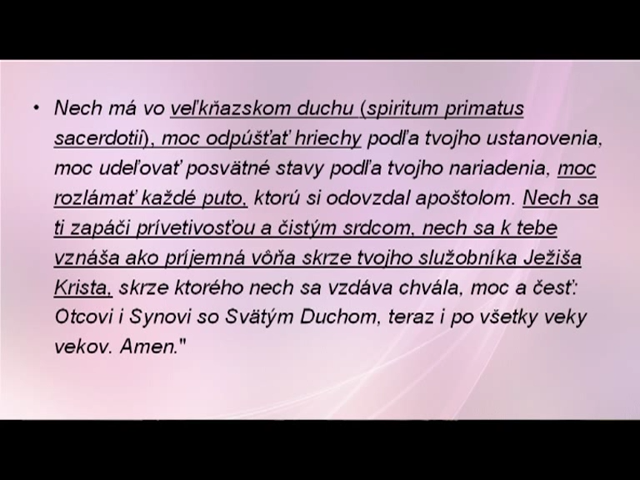 • Nech má vo veľkňazskom duchu (spiritum primatus
sacerdotii), moc odpúšťať hriechy podľa tvojho ustanovenia,
moc udeľovať posvätné stavy podľa tvojho nariadenia, moc
rozlámať každé puto, ktorú si odovzdal apoštolom. Nech sa
ti zapáči prívetivosťou a čistým srdcom, nech sa k tebe
vznáša ako príjemná vôňa skrze tvojho služobníka Ježiša
Krista, skrze ktorého nech sa vzdáva chvála, moc a česť:
Otcovi i Synovi so Svätým Duchom, teraz i po všetky veky
vekov. Amen."